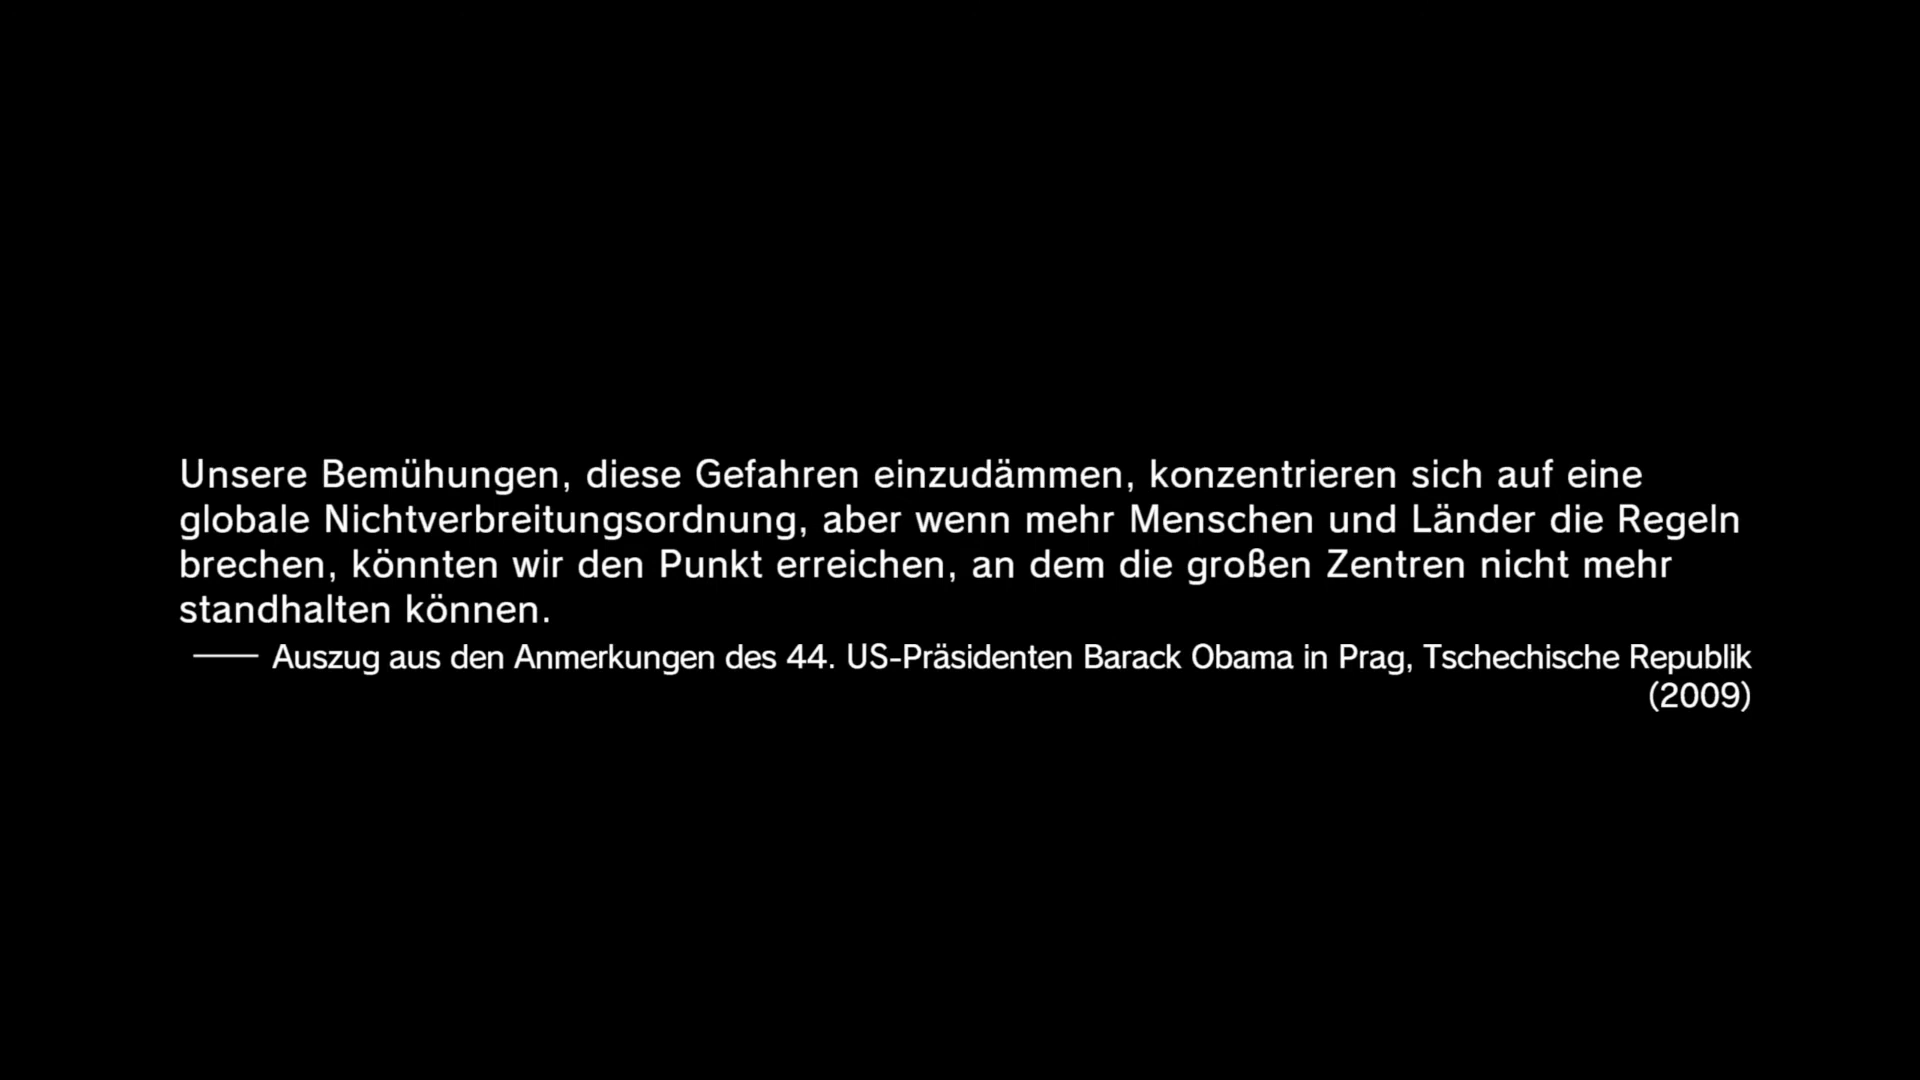 Unsere Bemühungen, diese Gefahren einzudämmen, konzentrieren sich auf eine
globale Nichtverbreitungsordnung, aber wenn mehr Menschen und Länder die Regeln
brechen, könnten wir den Punkt erreichen, an dem die großen Zentren nicht mehr
standhalten können.
—— Auszug aus den Anmerkungen des 44. US-Präsidenten Barack Obama in Prag, Tschechische Republik
(2009)